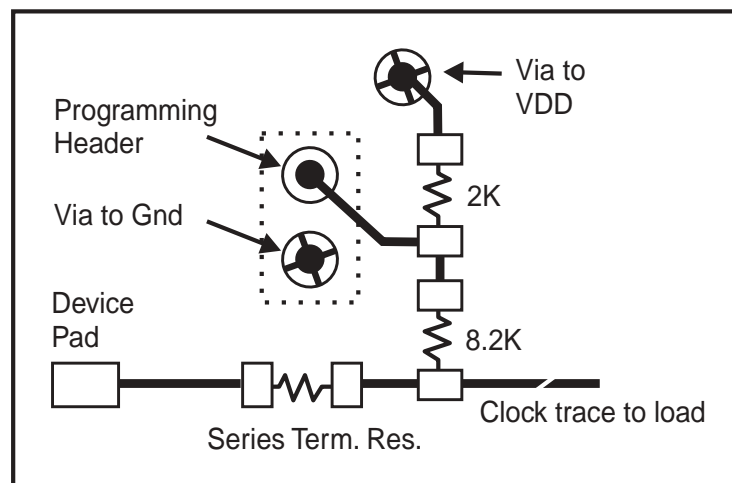 Via to
VDD
Programming
Header
2K
Via to Gnd
Device
Pad
8.2K
Clock trace to load
Series Term. Res.